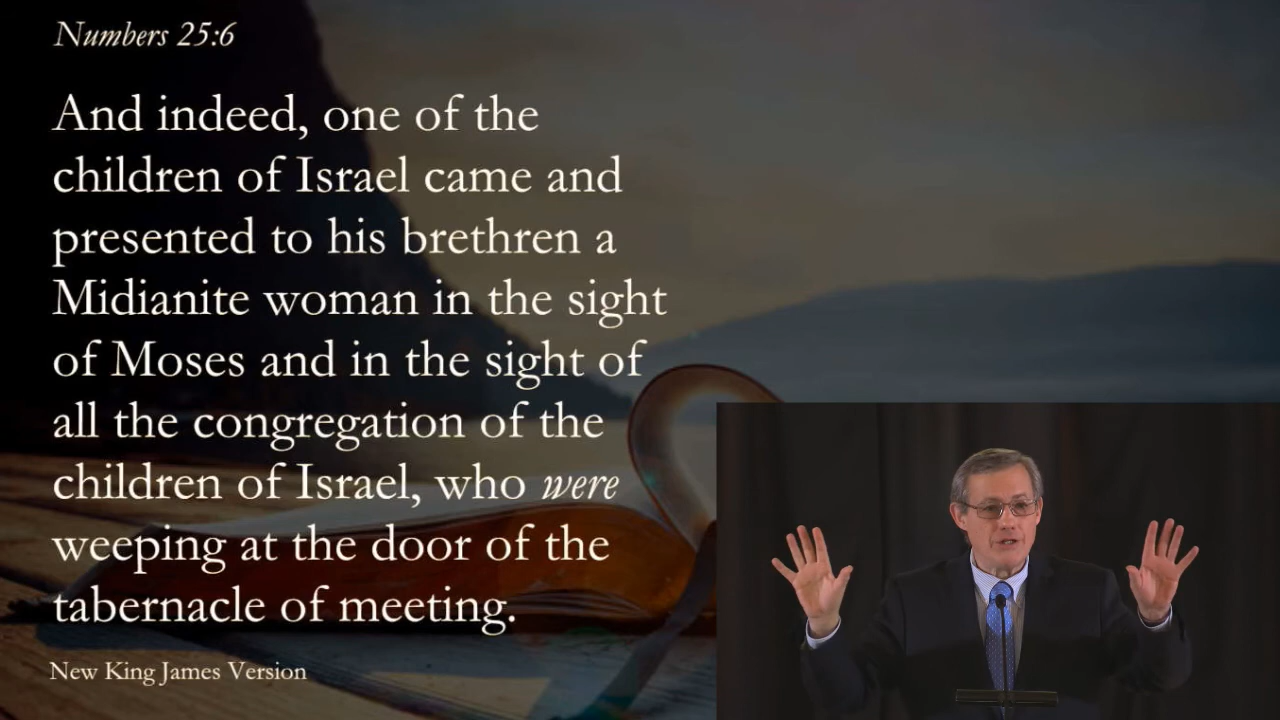 Numbers 25:6
And indeed, one of the
children of Israel came and
presented to his brethren a
Midianite woman in the sight
of Moses and in the sight of
all the congregation of the
children of Israel, who were
weeping at the door of the
tabernacle of meeting.
New King James Version